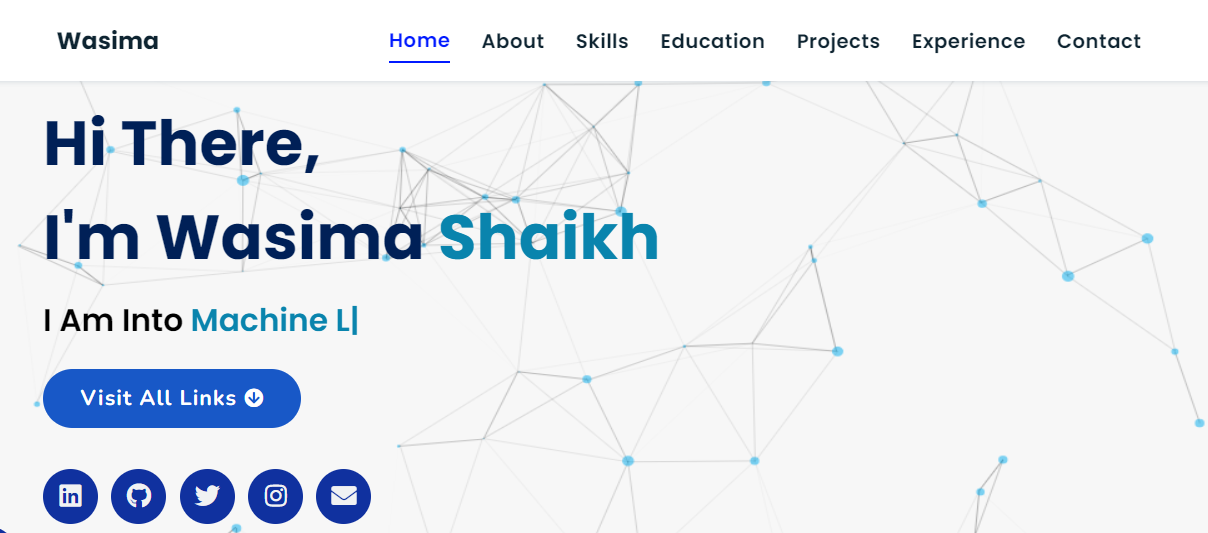 Wasima
Home About Skills Education Projects Experience Contact
Hi There,
I'm Wasima Shaikh
I Am Into Machine L|
Visit All Links